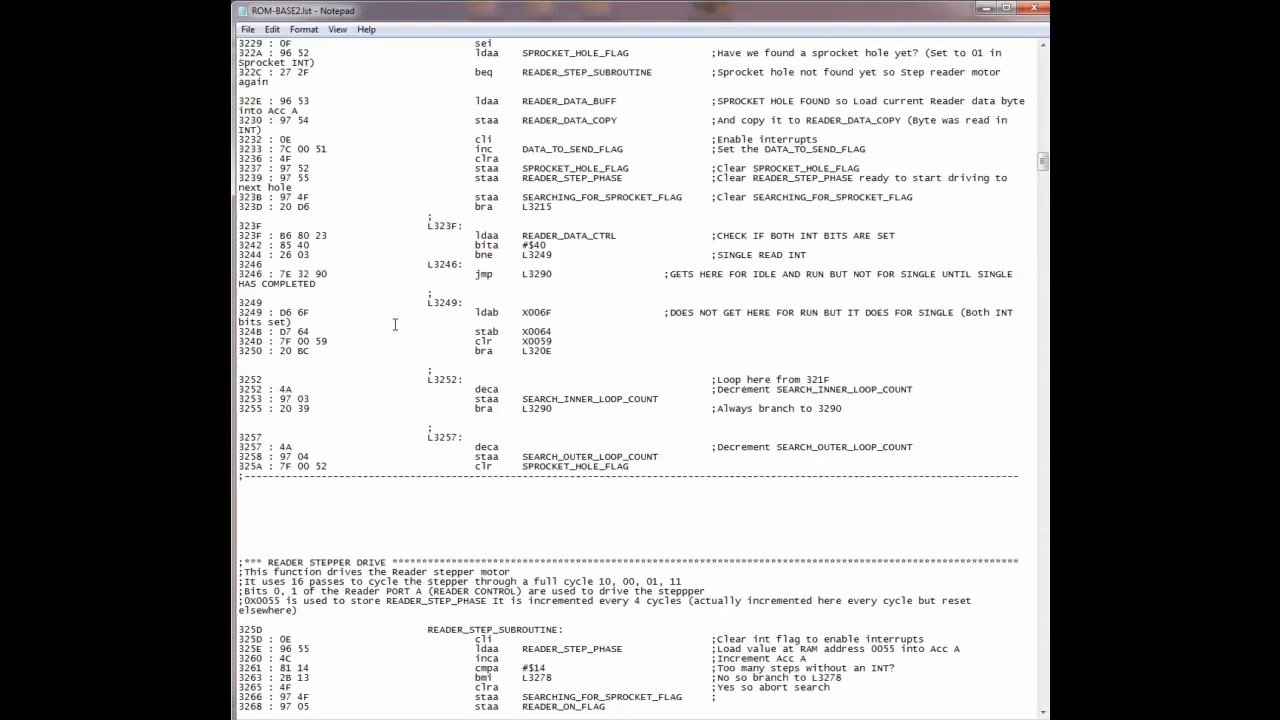 ROM-BASE2.lst - Notepad
File Edit Format View Help
3229 : 0F sei
322A : 96 52 ldaa SPROCKET_HOLE_FLAG ;Have we found a sprocket hole yet? (Set to 01 in
Sprocket INT)
322C : 27 2F beq READER_STEP_SUBROUTINE ;Sprocket hole not found yet so Step reader motor
again
322E : 96 53 ldaa READER_DATA_BUFF ;SPROCKET HOLE FOUND so Load current Reader data byte
into Acc A
3230 : 97 54 staa READER_DATA_COPY ;And copy it to READER_DATA_COPY (Byte was read in
INT)
3232 : 0E cli ;Enable interrupts
3233 : 7C 00 51 inc DATA_TO_SEND_FLAG ;Set the DATA_TO_SEND_FLAG
3236 : 4F clra
3237 : 97 52 staa SPROCKET_HOLE_FLAG ;Clear SPROCKET_HOLE_FLAG
3239 : 97 55 staa READER_STEP_PHASE ;Clear READER_STEP_PHASE ready to start driving to
next hole
323B : 97 4F staa SEARCHING_FOR_SPROCKET_FLAG ;Clear SEARCHING_FOR_SPROCKET_FLAG
323D : 20 D6 bra L3215
;
323F L323F:
323F : B6 80 23 ldaa READER_DATA_CTRL ;CHECK IF BOTH INT BITS ARE SET
3242 : 85 40 bita #$40
3244 : 26 03 bne L3249 ;SINGLE READ INT
3246 L3246:
3246 : 7E 32 90 jmp L3290 ;GETS HERE FOR IDLE AND RUN BUT NOT FOR SINGLE UNTIL SINGLE
HAS COMPLETED
;
3249 L3249:
3249 : D6 6F ldab X006F ;DOES NOT GET HERE FOR RUN BUT IT DOES FOR SINGLE (Both INT
bits set)
324B : D7 64 stab X0064
324D : 7F 00 59 clr X0059
3250 : 20 BC bra L320E
;
3252 L3252: ;Loop here from 321F
3252 : 4A deca ;Decrement SEARCH_INNER_LOOP_COUNT
3253 : 97 03 staa SEARCH_INNER_LOOP_COUNT
3255 : 20 39 bra L3290 ;Always branch to 3290
;
3257 L3257:
3257 : 4A deca ;Decrement SEARCH_OUTER_LOOP_COUNT
3258 : 97 04 staa SEARCH_OUTER_LOOP_COUNT
325A : 7F 00 52 clr SPROCKET_HOLE_FLAG
;------------------------------------------------------------------------------------------------------------------------------------
;*** READER STEPPER DRIVE **********************************************************************************************************
;This function drives the Reader stepper motor
;It uses 16 passes to cycle the stepper through a full cycle 10, 00, 01, 11
;Bits 0, 1 of the Reader PORT A (READER CONTROL) are used to drive the steppper
;0X0055 is used to store READER_STEP_PHASE It is incremented every 4 cycles (actually incremented here every cycle but reset
elsewhere)
325D READER_STEP_SUBROUTINE:
325D : 0E cli ;Clear int flag to enable interrupts
325E : 96 55 ldaa READER_STEP_PHASE ;Load value at RAM address 0055 into Acc A
3260 : 4C inca ;Increment Acc A
3261 : 81 14 cmpa #$14 ;Too many steps without an INT?
3263 : 2B 13 bmi L3278 ;No so branch to L3278
3265 : 4F clra ;Yes so abort search
3266 : 97 4F staa SEARCHING_FOR_SPROCKET_FLAG ;
3268 : 97 05 staa READER_ON_FLAG